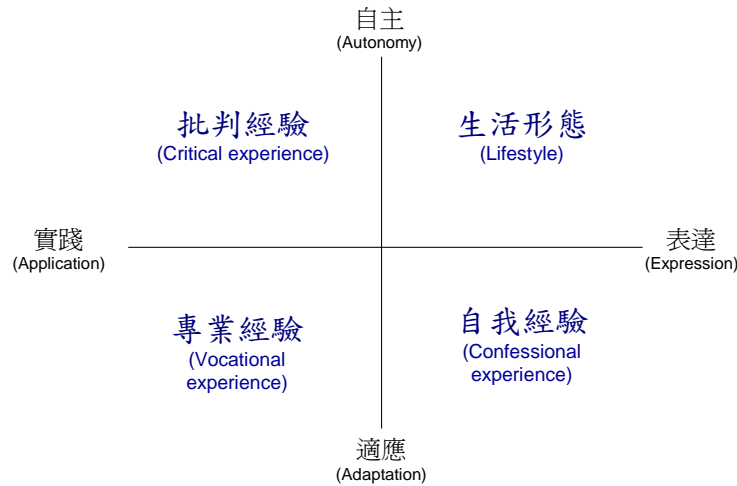 自主
(Autonomy)
批判經驗
(Critical experience)
生活形態
(Lifestyle)
實踐
(Application)
表達
(Expression)
專業經驗
(Vocational
experience)
自我經驗
(Confessional
experience)
適應
(Adaptation)